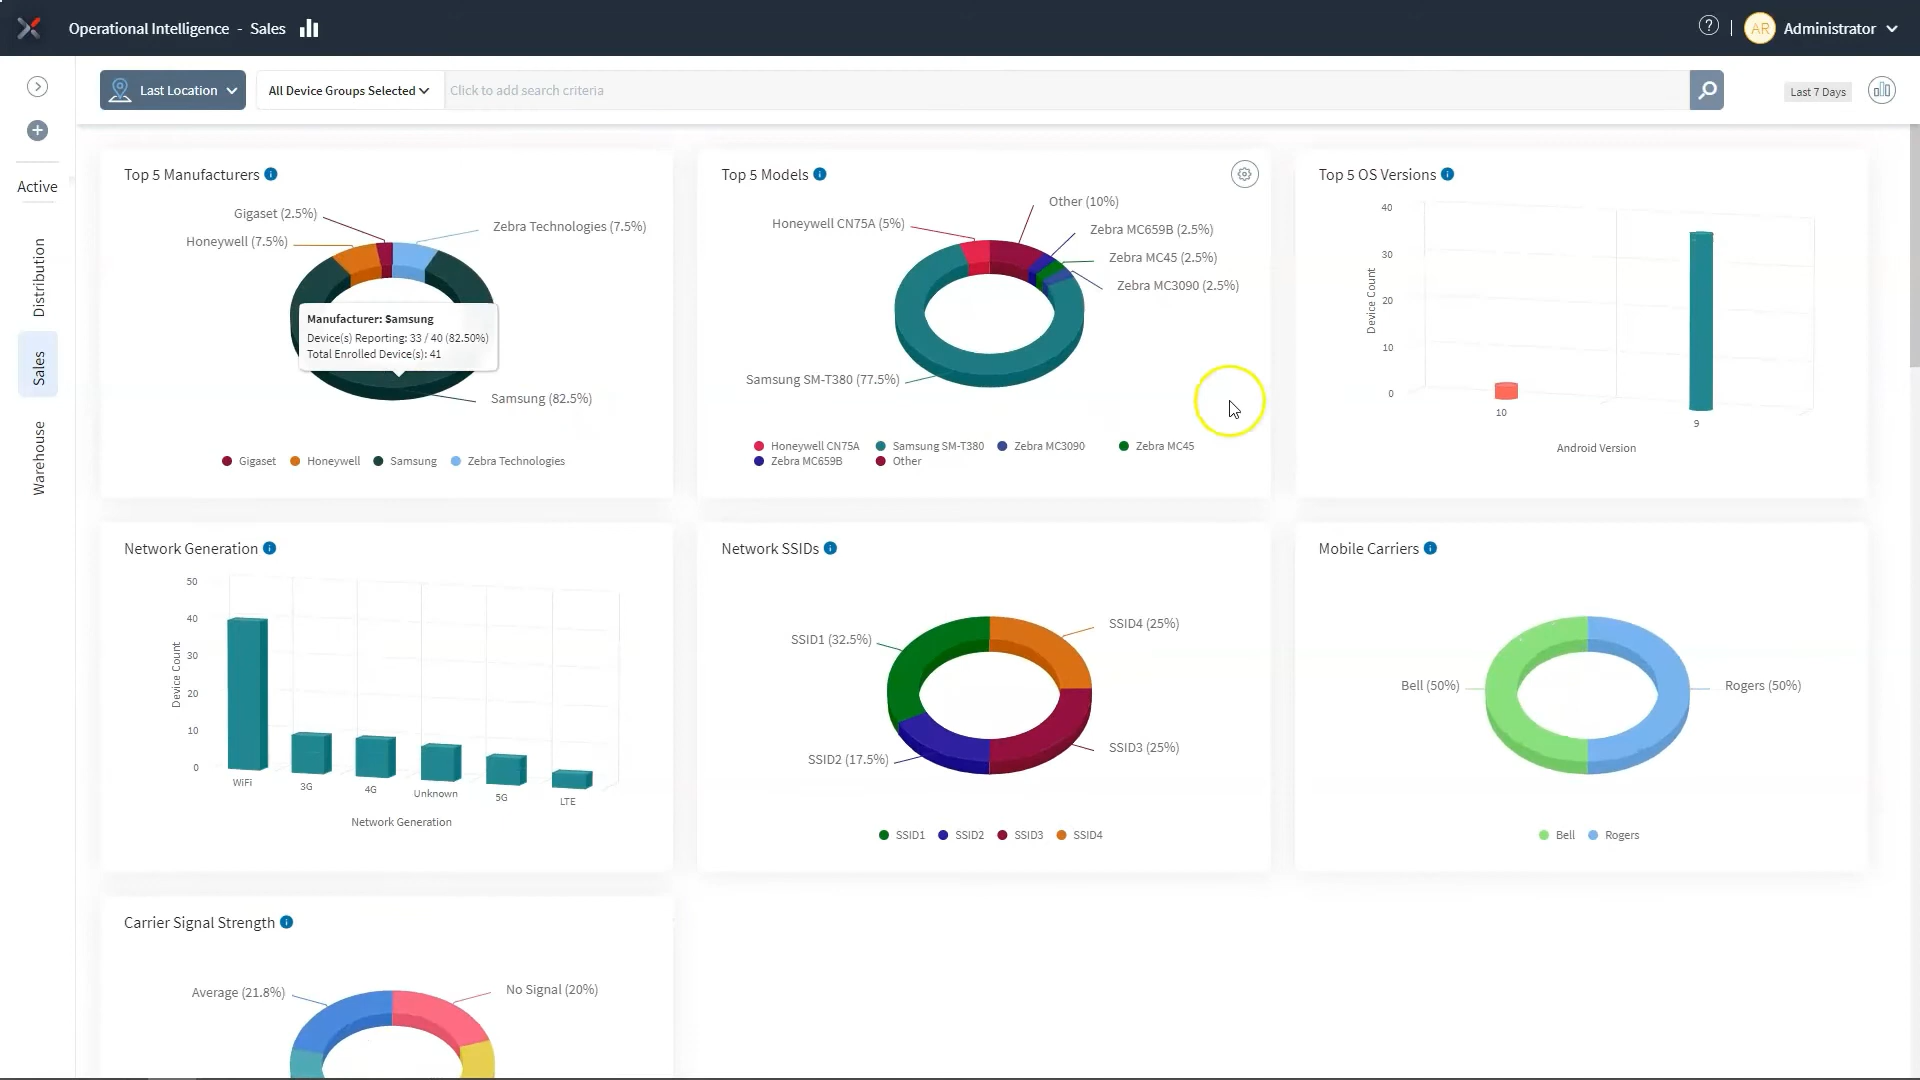 Operational Intelligence - Sales
? | AR Administrator
Last Location
All Device Groups Selected
Click to add search criteria
Last 7 Days
Active
Distribution
Sales
Warehouse
Top 5 Manufacturers
Gigaset (2.5%)
Honeywell (7.5%)
Zebra Technologies (7.5%)
Manufacturer: Samsung
Device(s) Reporting: 33 / 40 (82.50%)
Total Enrolled Device(s): 41
Samsung (82.5%)
Gigaset Honeywell Samsung Zebra Technologies
Top 5 Models
Other (10%)
Honeywell CN75A (5%)
Zebra MC659B (2.5%)
Zebra MC45 (2.5%)
Zebra MC3090 (2.5%)
Samsung SM-T380 (77.5%)
Honeywell CN75A Samsung SM-T380 Zebra MC3090 Zebra MC45
Zebra MC659B Other
Top 5 OS Versions
40
30
20
10
0
Device Count
10
9
Android Version
Network Generation
50
40
30
20
10
0
Device Count
WiFi
3G
4G
Unknown
5G
LTE
Network Generation
Network SSIDs
SSID1 (32.5%)
SSID4 (25%)
SSID2 (17.5%)
SSID3 (25%)
SSID1 SSID2 SSID3 SSID4
Mobile Carriers
Bell (50%)
Rogers (50%)
Bell Rogers
Carrier Signal Strength
Average (21.8%)
No Signal (20%)